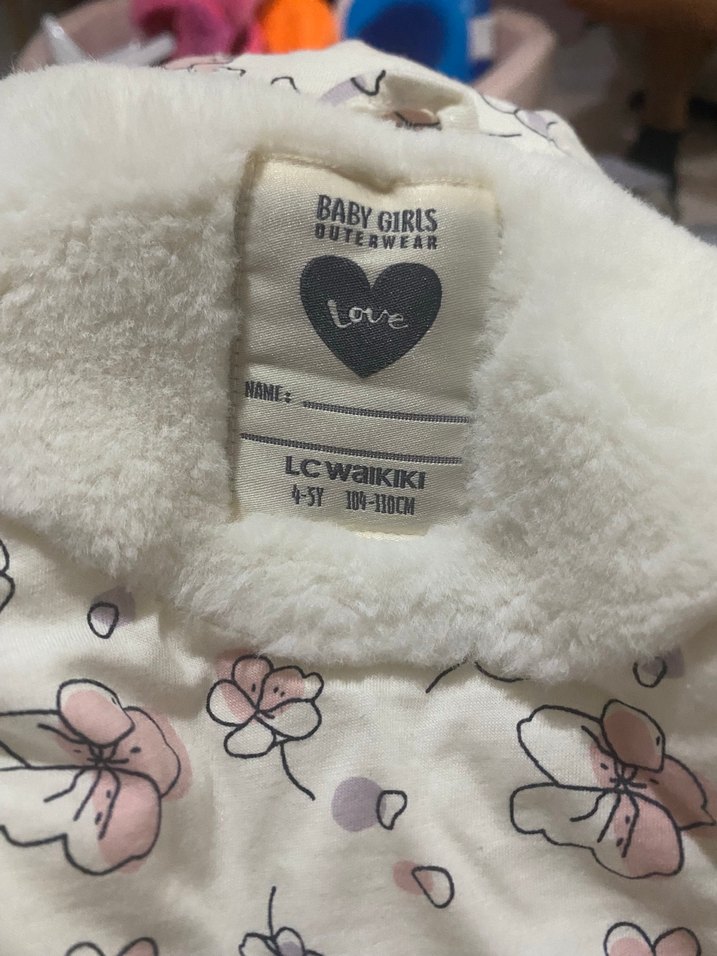 BABY GIRLS
OUTERWEAR
Love
NAME:
LC WAIKIKI
4-5Y 104-110CM